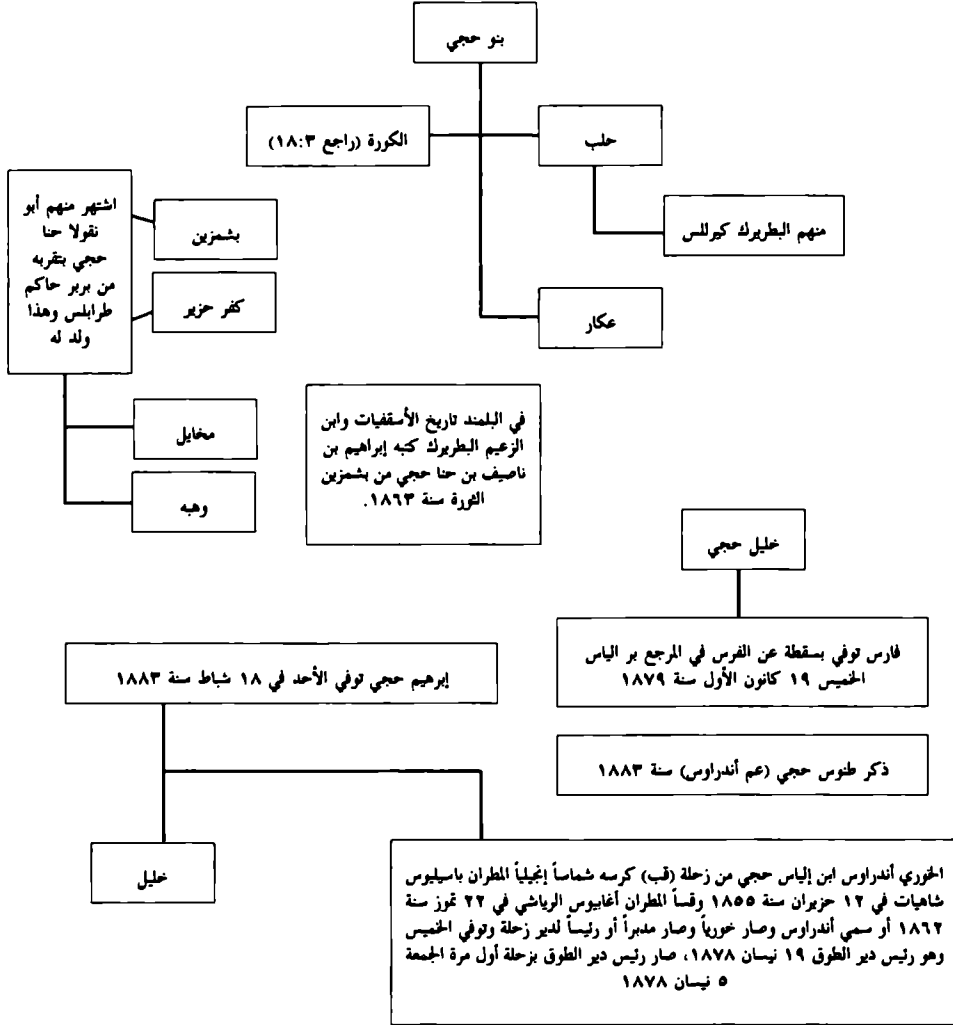 بنو حجي
حلب
الكورة (راجع ١٨:٣)
منهم البطريرك كيرللس
عكار
بشمزين
كفر حزير
اشتهر منهم أبو
نقولا حنا
حجي بتقربه
من بربر حاكم
طرابلس وهذا
ولد له
مخايل
وهبه
في البلمند تاريخ الأسقفيات وابن
الزعيم البطريرك كتبه إبراهيم بن
ناصيف بن حنا حجي من بشمزين
الثورة سنة ١٨٦٣.
خليل حجي
فارس توفي بسقطة عن الفرس في المرجع بر الياس
الخميس ١٩ كانون الأول سنة ١٨٧٩
ذكر طنوس حجي (عم أندراوس) سنة ١٨٨٣
إبرهيم حجي توفي الأحد في ١٨ شباط سنة ١٨٨٣
خليل
الخوري أندراوس ابن إلياس حجي من زحلة (قب) كرسه شماساً إنجيلياً المطران باسيليوس
شاهيات في ١٢ حزيران سنة ١٨٥٥ وقساً المطران أغابيوس الرياشي في ٢٢ تموز سنة
١٨٦٢ أو سمي أندراوس وصار خورياً وصار مدبراً أو رئيساً لدير زحلة وتوفي الخميس
وهو رئيس دير الطوق ١٩ نيسان ١٨٧٨، صار رئيس دير الطوق بزحلة أول مرة الجمعة
٥ نيسان ١٨٧٨